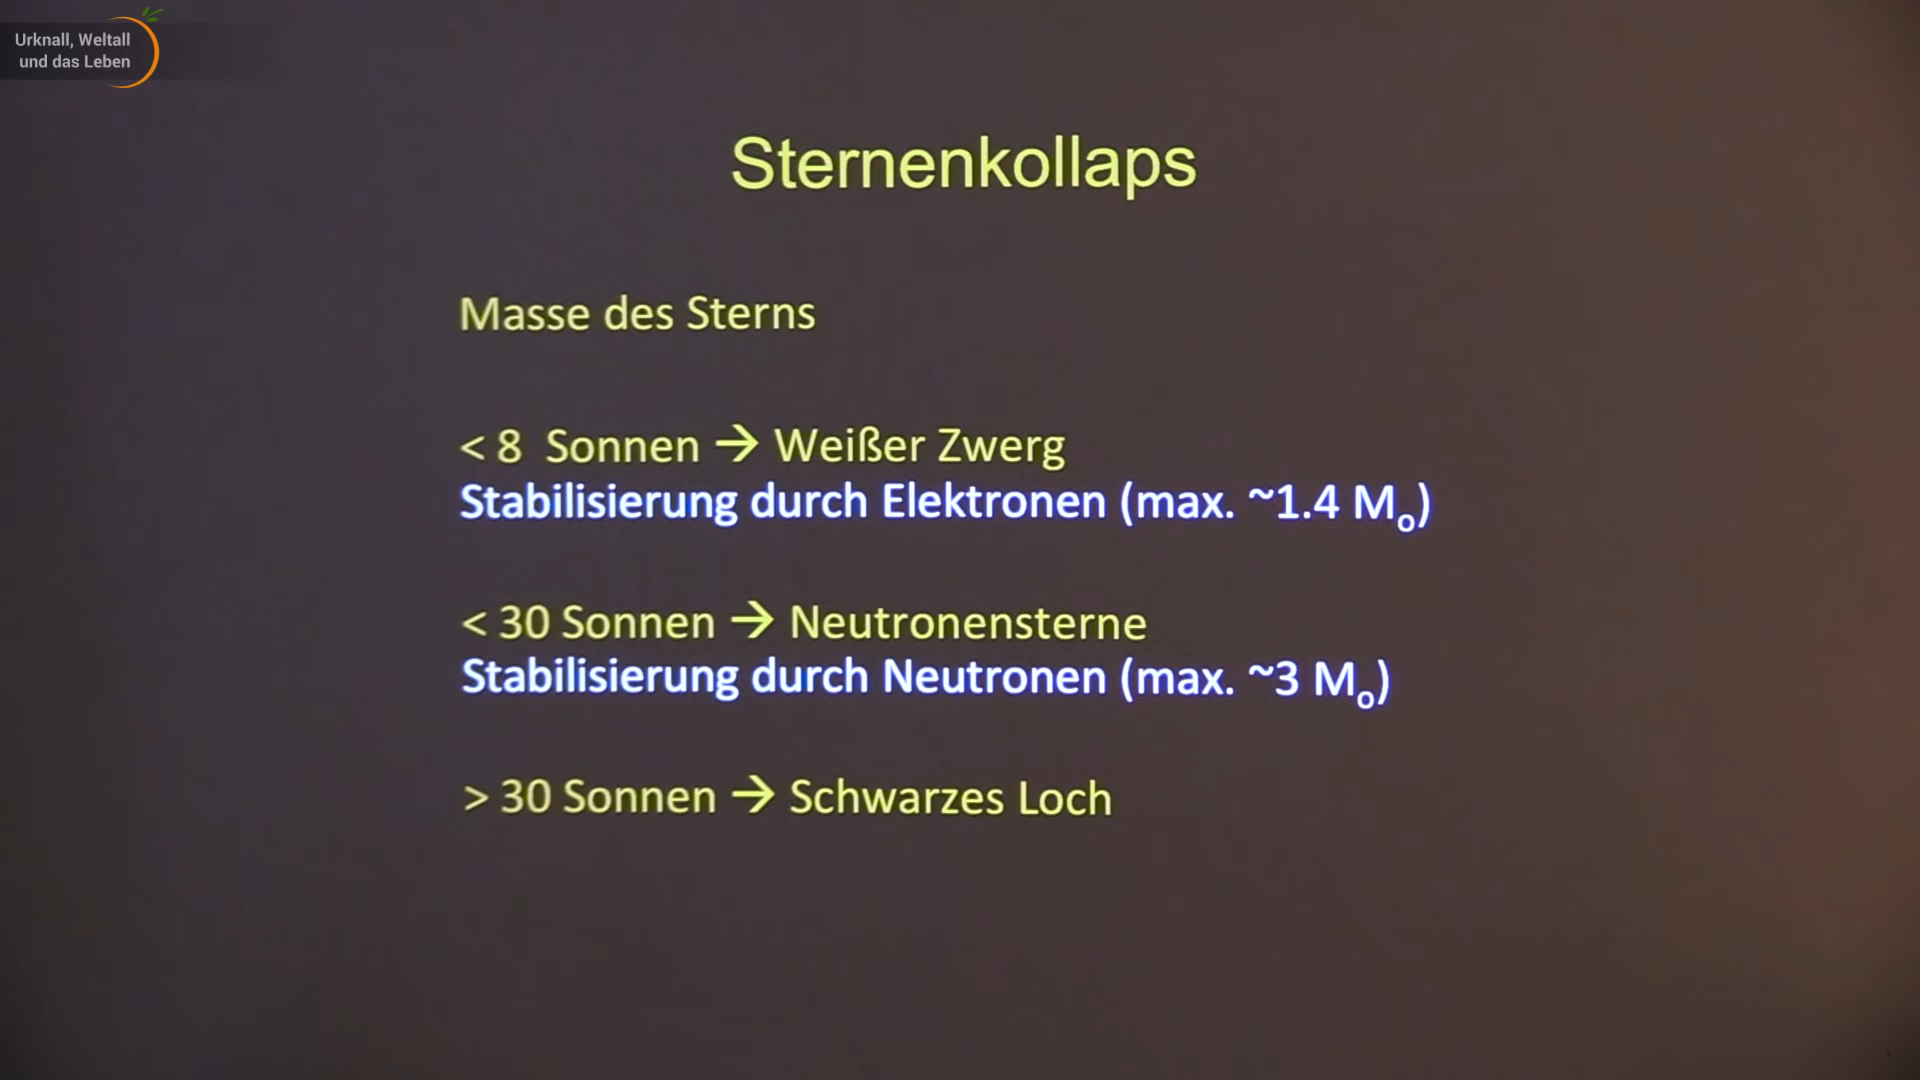 Urknall, Weltall
und das Leben
Sternenkollaps
Masse des Sterns
< 8 Sonnen → Weißer Zwerg
Stabilisierung durch Elektronen (max. ~1.4 Mo)
< 30 Sonnen → Neutronensterne
Stabilisierung durch Neutronen (max. ~3 Mo)
> 30 Sonnen → Schwarzes Loch